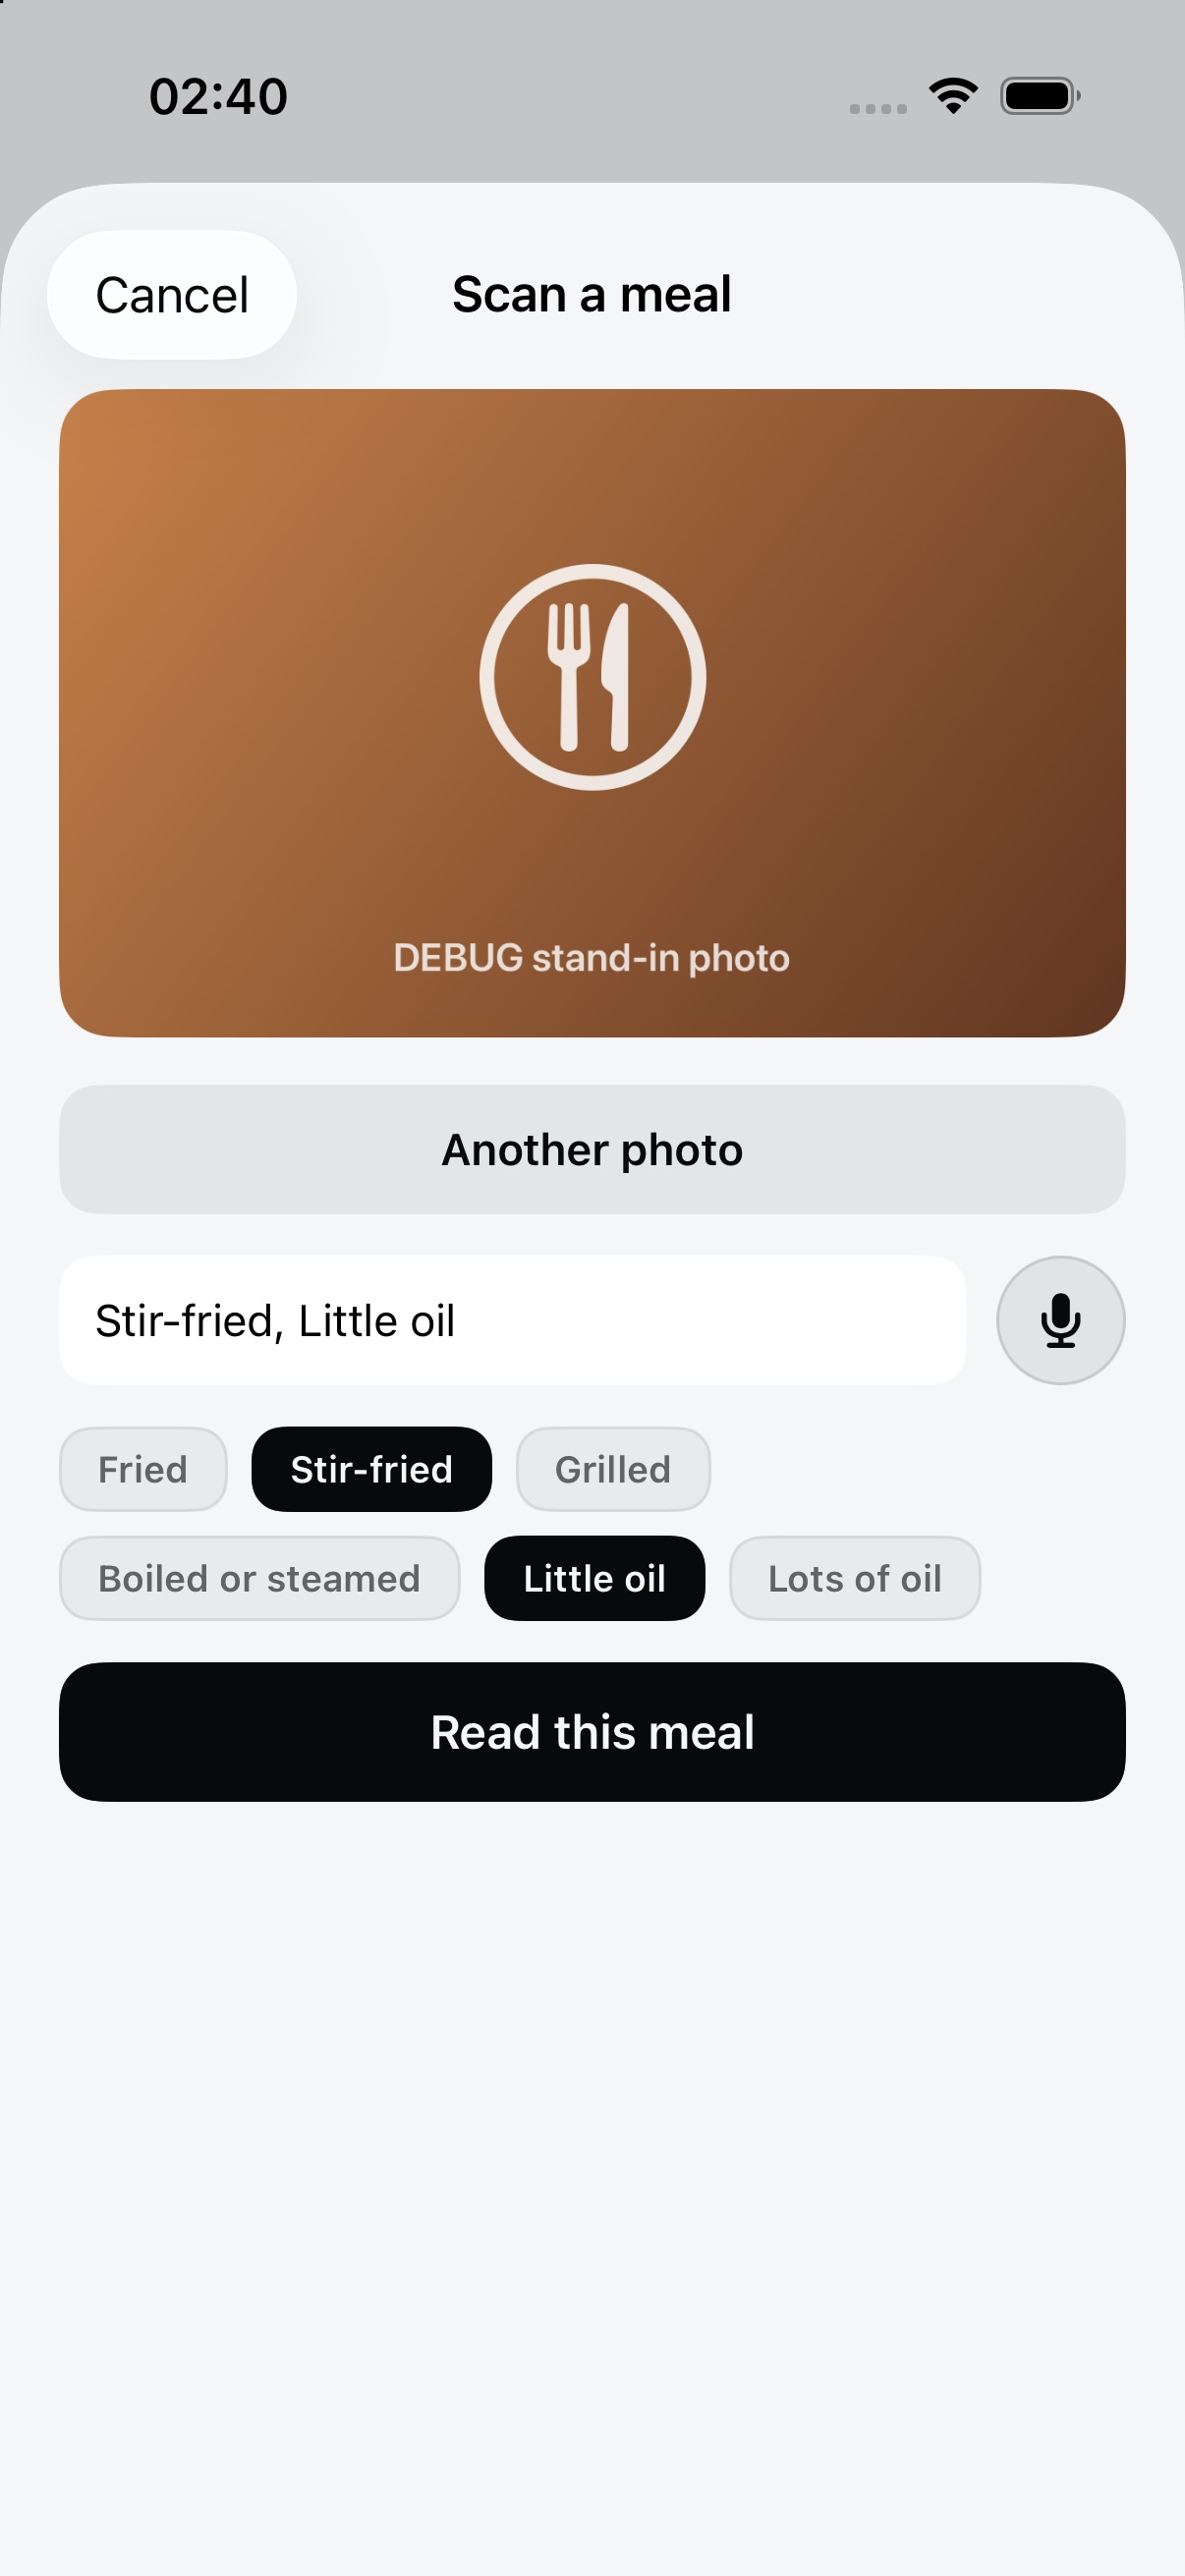 02:40
Cancel
Scan a meal
DEBUG stand-in photo
Another photo
Stir-fried, Little oil
Fried
Stir-fried
Grilled
Boiled or steamed
Little oil
Lots of oil
Read this meal